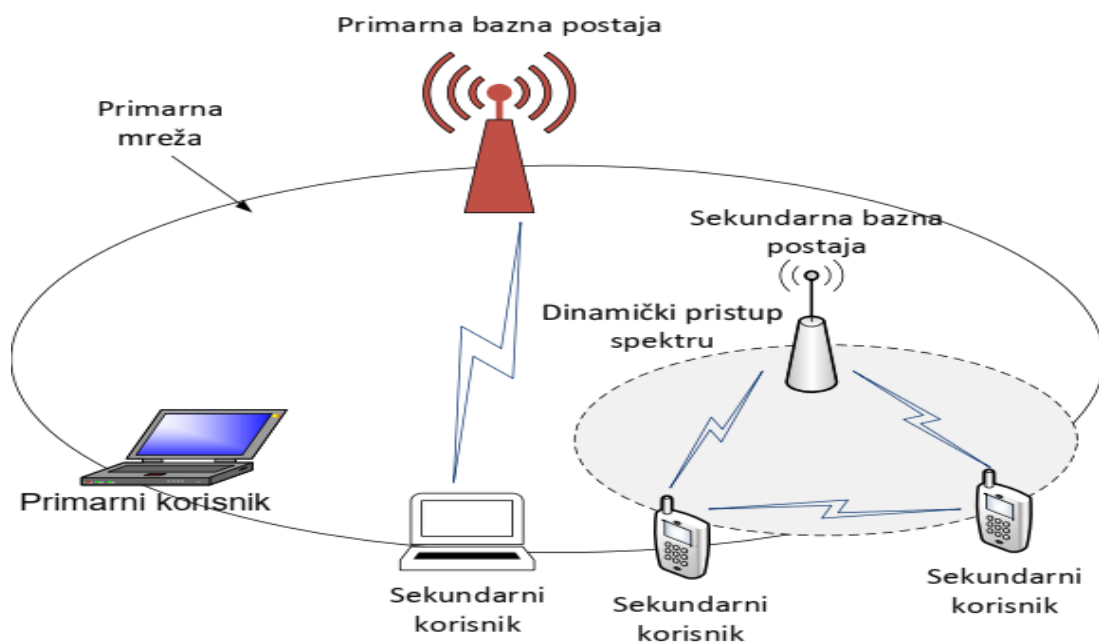 Primarna bazna postaja
Primarna
mreža
Sekundarna bazna
postaja
Dinamički pristup
spektru
Primarni korisnik
Sekundarni
korisnik
Sekundarni
korisnik
Sekundarni
korisnik